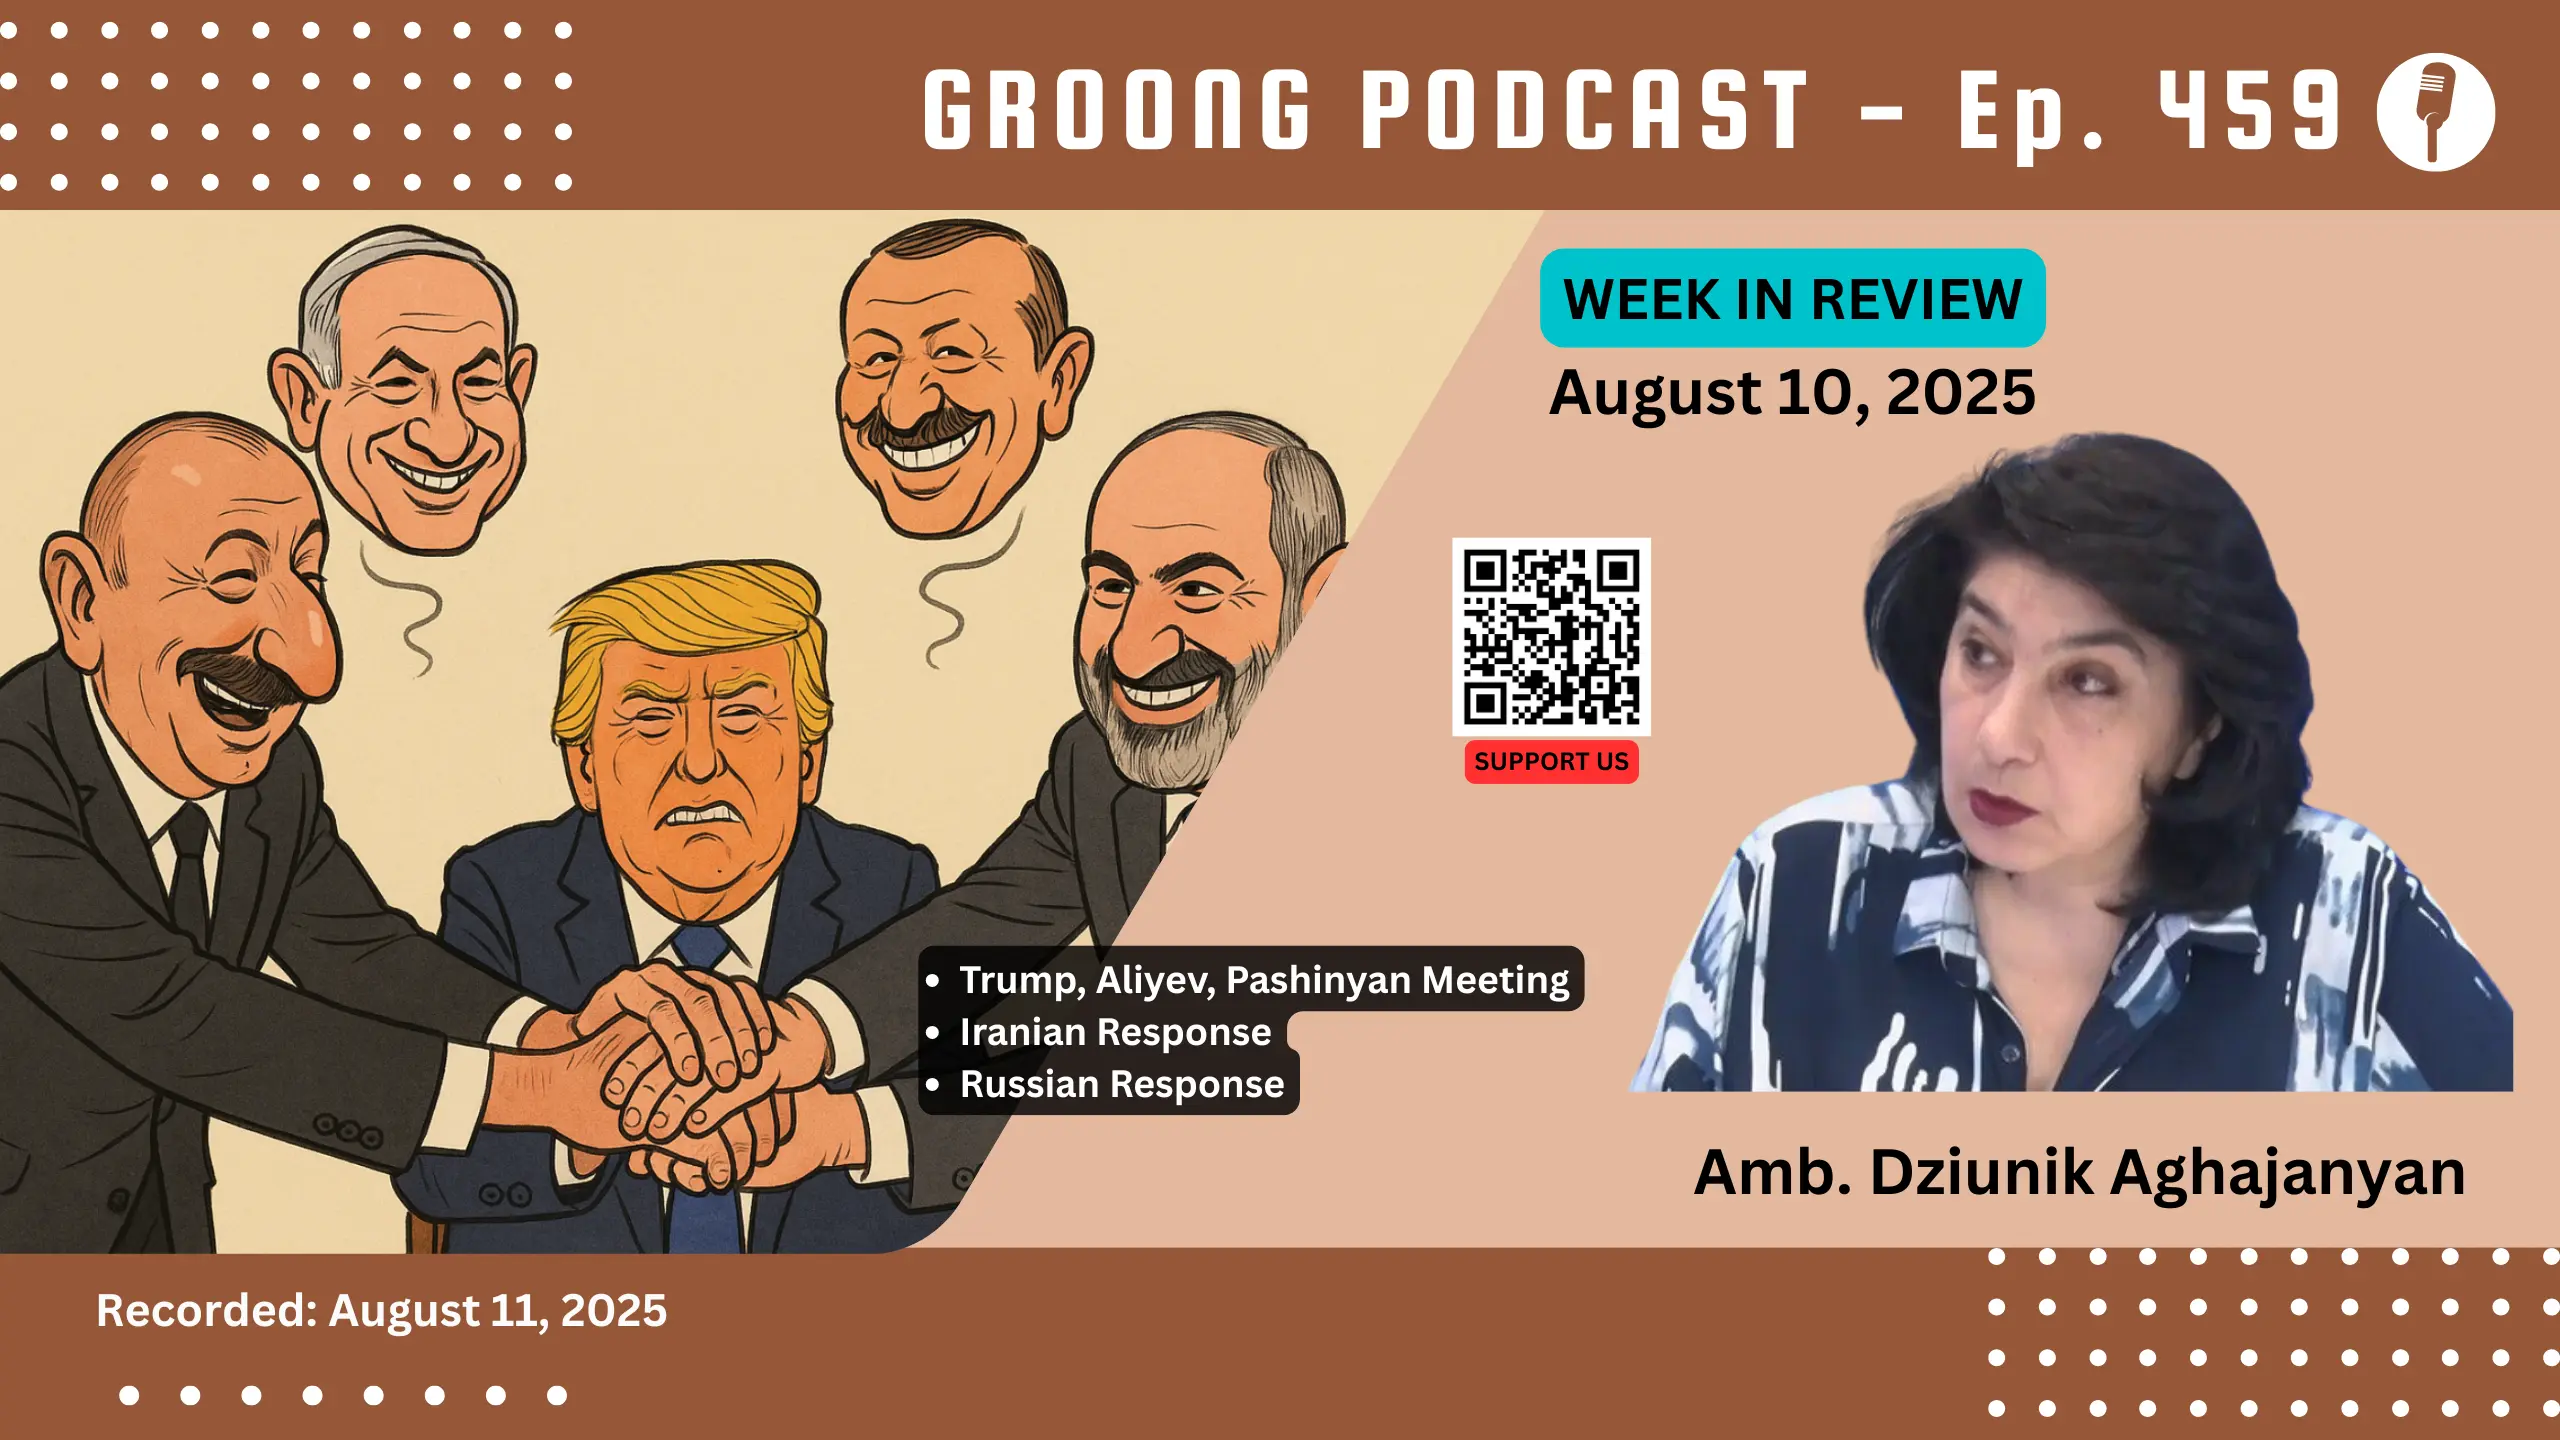 GROONG PODCAST - Ep. 459
WEEK IN REVIEW
August 10, 2025
SUPPORT US
• Trump, Aliyev, Pashinyan Meeting
• Iranian Response
• Russian Response
Amb. Dziunik Aghajanyan
Recorded: August 11, 2025